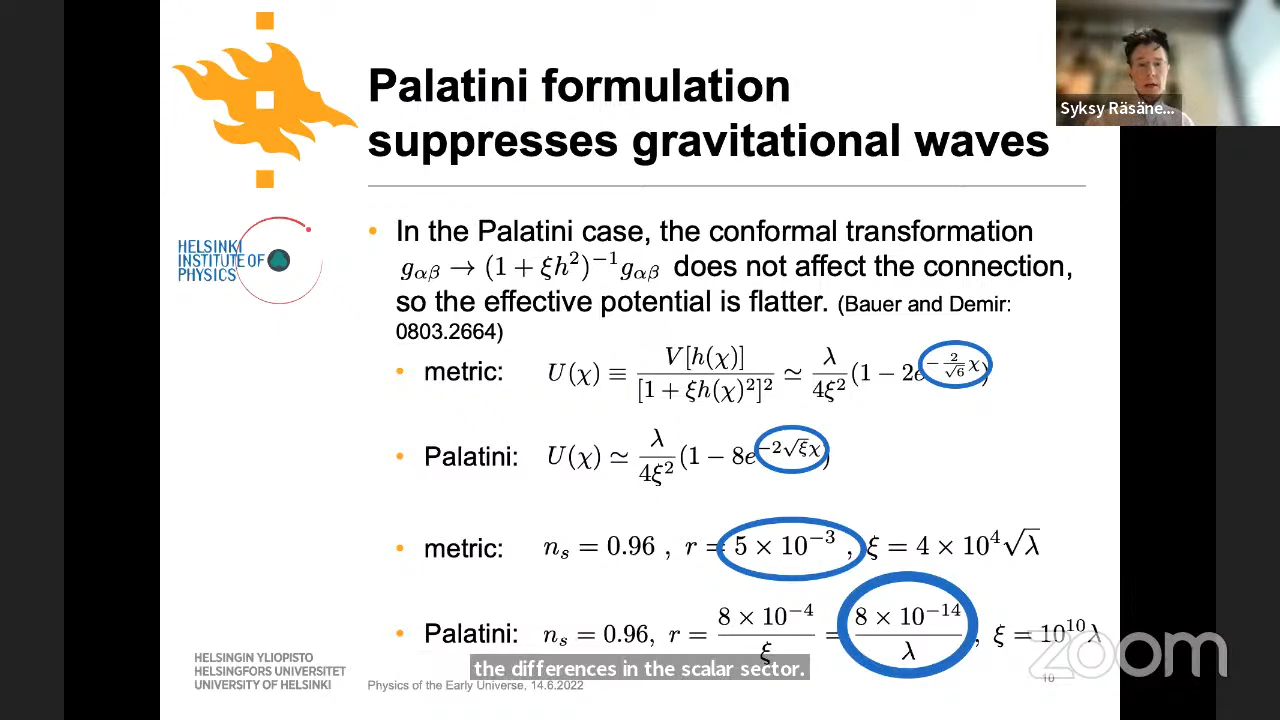 Palatini formulation
suppresses gravitational waves
Syksy Räsäne...
HELSINKI
INSTITUTE OF
PHYSICS
• In the Palatini case, the conformal transformation
g_{αβ} → (1 + ξh²)⁻¹g_{αβ} does not affect the connection,
so the effective potential is flatter. (Bauer and Demir:
0803.2664)
• metric: U(χ) ≡ V[h(χ)] / [1 + ξh(χ)²]² ≃ λ/4ξ² (1 − 2e^{−(2/√6)χ})
• Palatini: U(χ) ≃ λ/4ξ² (1 − 8e^{−2√ξχ})
• metric: n_s = 0.96 , r = 5 × 10⁻³ , ξ = 4 × 10⁴√λ
• Palatini: n_s = 0.96, r = 8 × 10⁻⁴ / ξ = 8 × 10⁻¹⁴ / λ , ξ = 10¹⁰λ
the differences in the scalar sector.
HELSINGIN YLIOPISTO
HELSINGFORS UNIVERSITET
UNIVERSITY OF HELSINKI
Physics of the Early Universe, 14.6.2022
10
zoom